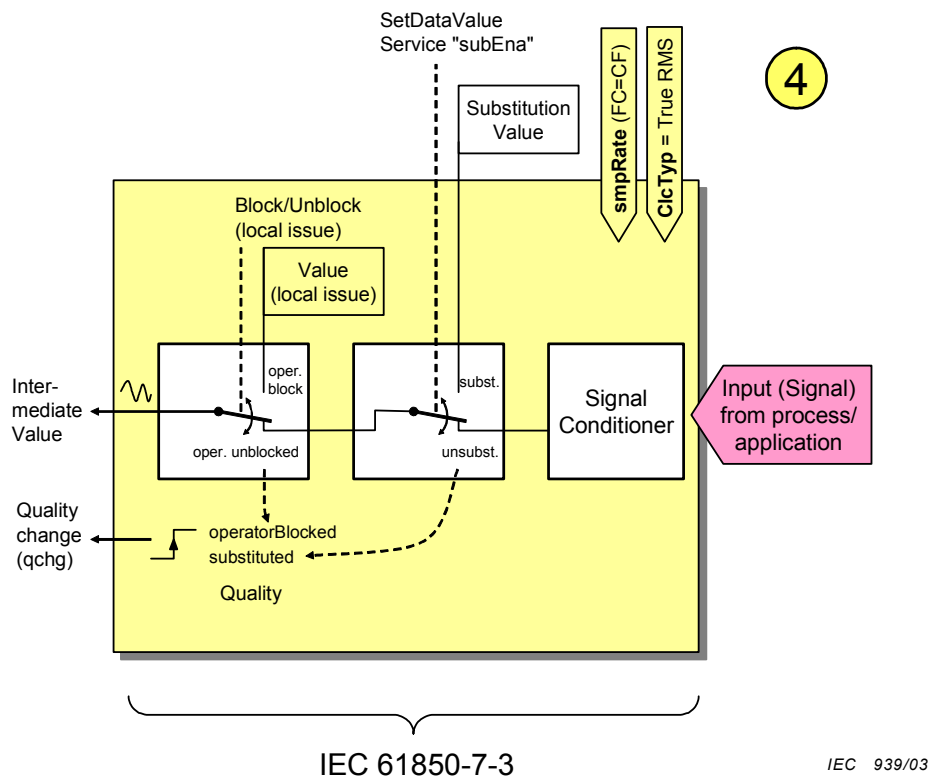 SetDataValue
Service "subEna"
smpRate (FC=CF)
ClcTyp = True RMS
4
Substitution
Value
Block/Unblock
(local issue)
Value
(local issue)
oper.
block
subst.
Inter-
mediate
Value
Signal
Conditioner
Input (Signal)
from process/
application
oper. unblocked
unsubst.
Quality
change
(qchg)
operatorBlocked
substituted
Quality
IEC 61850-7-3
IEC 939/03